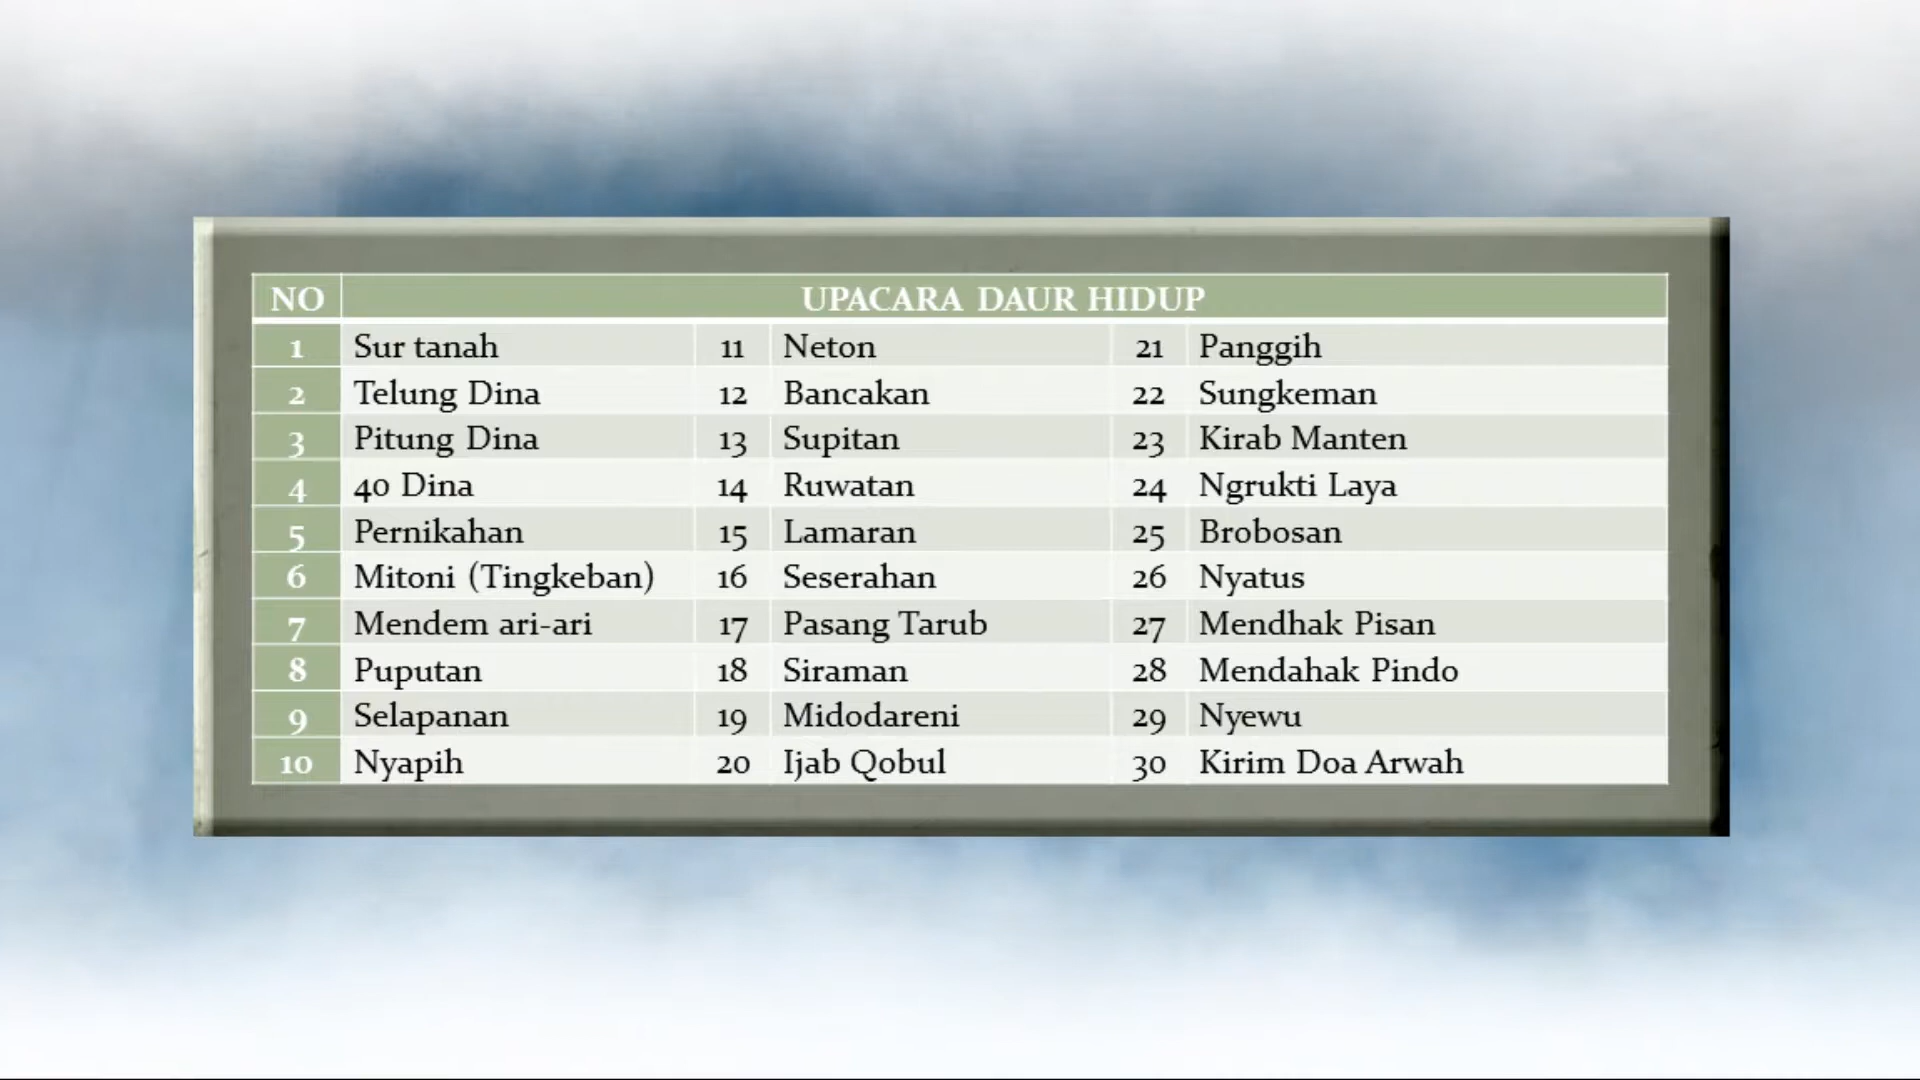 NO UPACARA DAUR HIDUP
1 Sur tanah 11 Neton 21 Panggih
2 Telung Dina 12 Bancakan 22 Sungkeman
3 Pitung Dina 13 Supitan 23 Kirab Manten
4 40 Dina 14 Ruwatan 24 Ngrukti Laya
5 Pernikahan 15 Lamaran 25 Brobosan
6 Mitoni (Tingkeban) 16 Seserahan 26 Nyatus
7 Mendem ari-ari 17 Pasang Tarub 27 Mendhak Pisan
8 Puputan 18 Siraman 28 Mendahak Pindo
9 Selapanan 19 Midodareni 29 Nyewu
10 Nyapih 20 Ijab Qobul 30 Kirim Doa Arwah